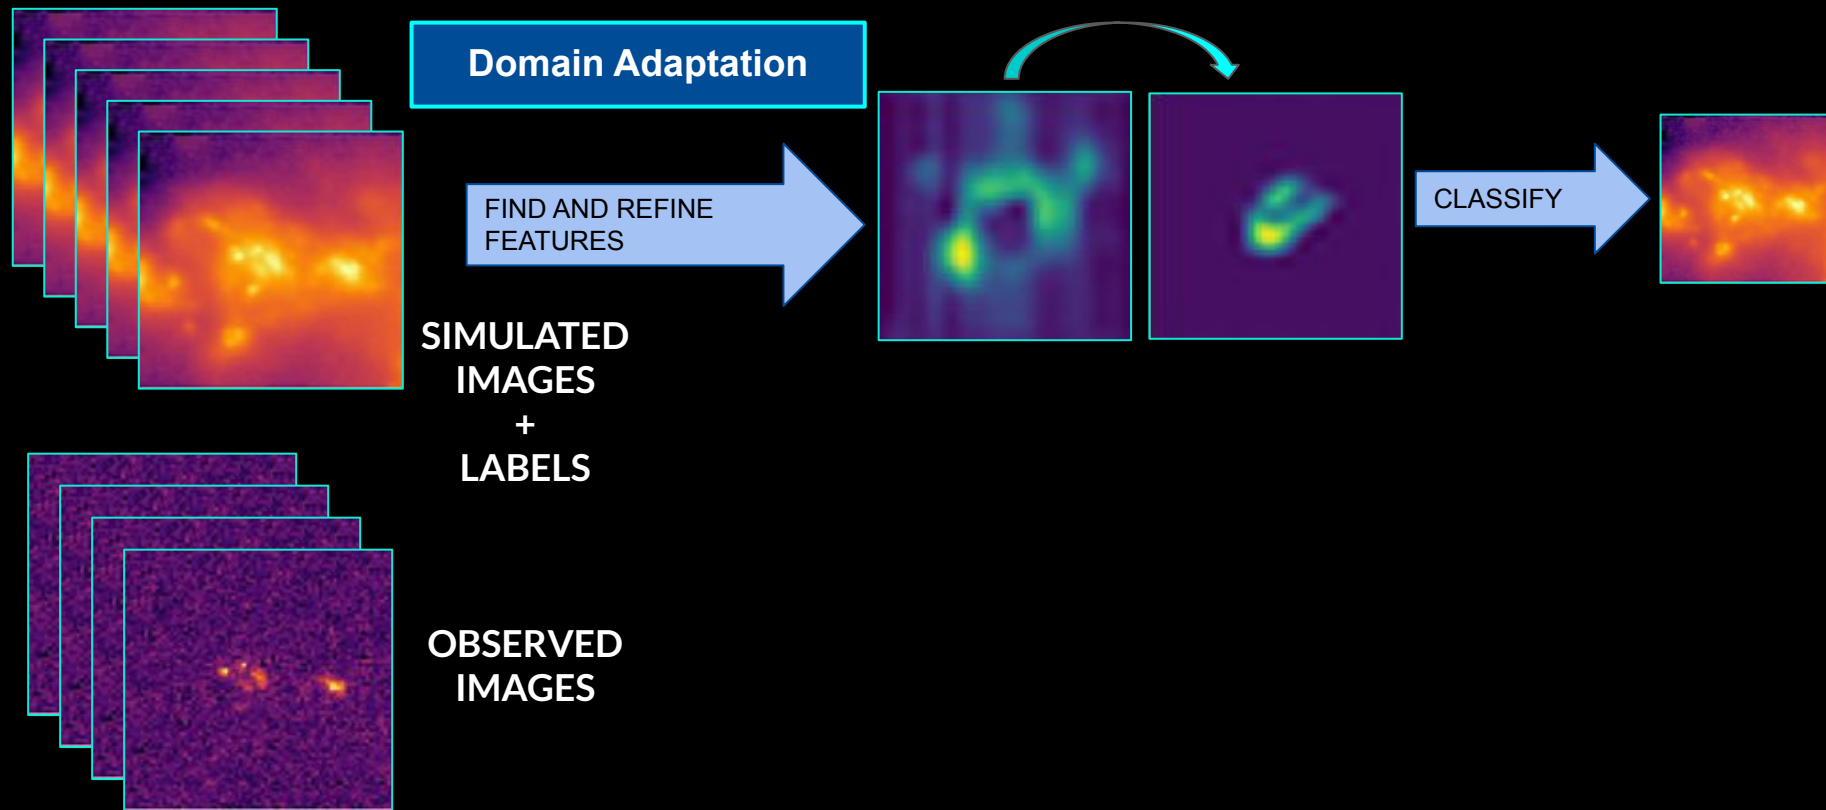 Domain Adaptation
FIND AND REFINE
FEATURES
CLASSIFY
SIMULATED
IMAGES
+
LABELS
OBSERVED
IMAGES